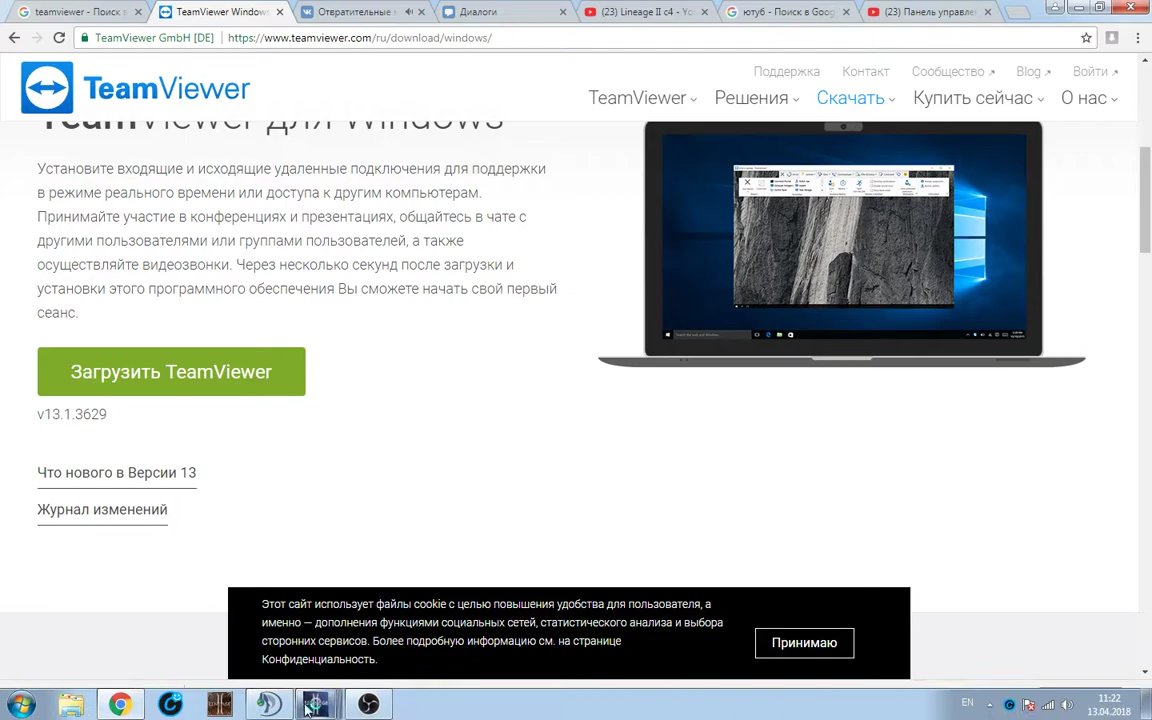 teamviewer - Поиск в
TeamViewer Windows
Отвратительные
Диалоги
(23) Lineage II c4 - Yo
ютуб - Поиск в Goog
(23) Панель управле
TeamViewer GmbH [DE]
https://www.teamviewer.com/ru/download/windows/
Поддержка Контакт Сообщество Blog Войти
TeamViewer
TeamViewer Решения Скачать Купить сейчас О нас
TeamViewer для Windows
Установите входящие и исходящие удаленные подключения для поддержки
в режиме реального времени или доступа к другим компьютерам.
Принимайте участие в конференциях и презентациях, общайтесь в чате с
другими пользователями или группами пользователей, а также
осуществляйте видеозвонки. Через несколько секунд после загрузки и
установки этого программного обеспечения Вы сможете начать свой первый
сеанс.
Загрузить TeamViewer
v13.1.3629
Что нового в Версии 13
Журнал изменений
Этот сайт использует файлы cookie с целью повышения удобства для пользователя, а
именно — дополнения функциями социальных сетей, статистического анализа и выбора
сторонних сервисов. Более подробную информацию см. на странице
Конфиденциальность.
Принимаю
EN
11:22
13.04.2018